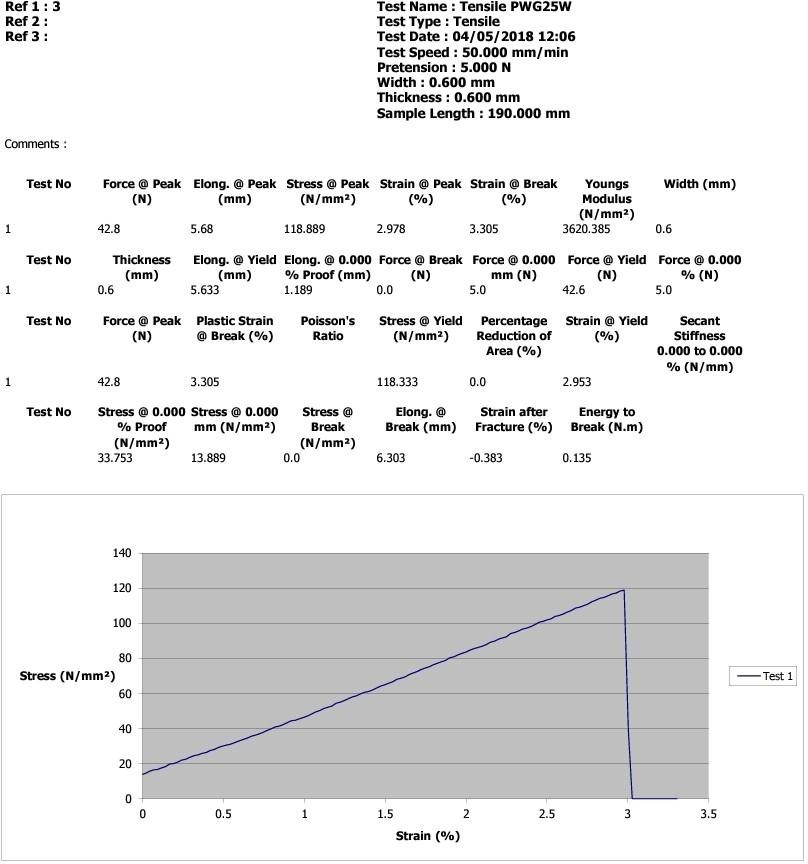 Ref 1 : 3
Ref 2 :
Ref 3 :
Test Name : Tensile PWG25W
Test Type : Tensile
Test Date : 04/05/2018 12:06
Test Speed : 50.000 mm/min
Pretension : 5.000 N
Width : 0.600 mm
Thickness : 0.600 mm
Sample Length : 190.000 mm
Comments :
Test No Force @ Peak Elong. @ Peak Stress @ Peak Strain @ Peak Strain @ Break Youngs Width (mm)
(N) (mm) (N/mm²) (%) (%) Modulus
(N/mm²)
1 42.8 5.68 118.889 2.978 3.305 3620.385 0.6
Test No Thickness Elong. @ Yield Elong. @ 0.000 Force @ Break Force @ 0.000 Force @ Yield Force @ 0.000
(mm) (mm) % Proof (mm) (N) mm (N) (N) % (N)
1 0.6 5.633 1.189 0.0 5.0 42.6 5.0
Test No Force @ Peak Plastic Strain Poisson's Stress @ Yield Percentage Strain @ Yield Secant
(N) @ Break (%) Ratio (N/mm²) Reduction of (%) Stiffness
Area (%) 0.000 to 0.000
% (N/mm)
1 42.8 3.305 118.333 0.0 2.953
Test No Stress @ 0.000 Stress @ 0.000 Stress @ Elong. @ Strain after Energy to
% Proof mm (N/mm²) Break Break (mm) Fracture (%) Break (N.m)
(N/mm²) (N/mm²)
33.753 13.889 0.0 6.303 -0.383 0.135
140
120
100
80
Stress (N/mm²)
60
40
20
0
Test 1
0 0.5 1 1.5 2 2.5 3 3.5
Strain (%)